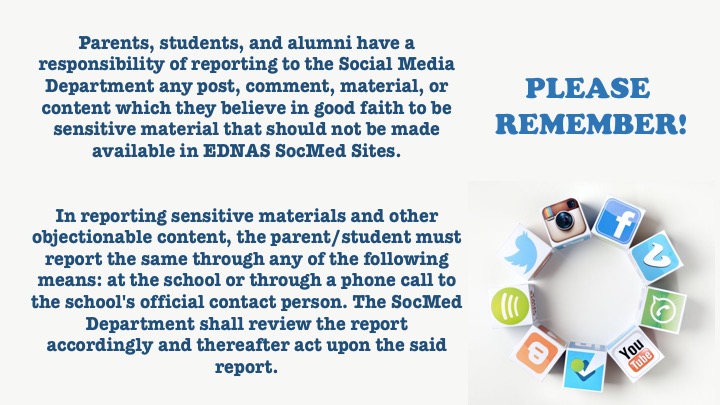 Parents, students, and alumni have a
responsibility of reporting to the Social Media
Department any post, comment, material, or
content which they believe in good faith to be
sensitive material that should not be made
available in EDNAS SocMed Sites.
In reporting sensitive materials and other
objectionable content, the parent/student must
report the same through any of the following
means: at the school or through a phone call to
the school's official contact person. The SocMed
Department shall review the report
accordingly and thereafter act upon the said
report.
PLEASE
REMEMBER!
You
Tube